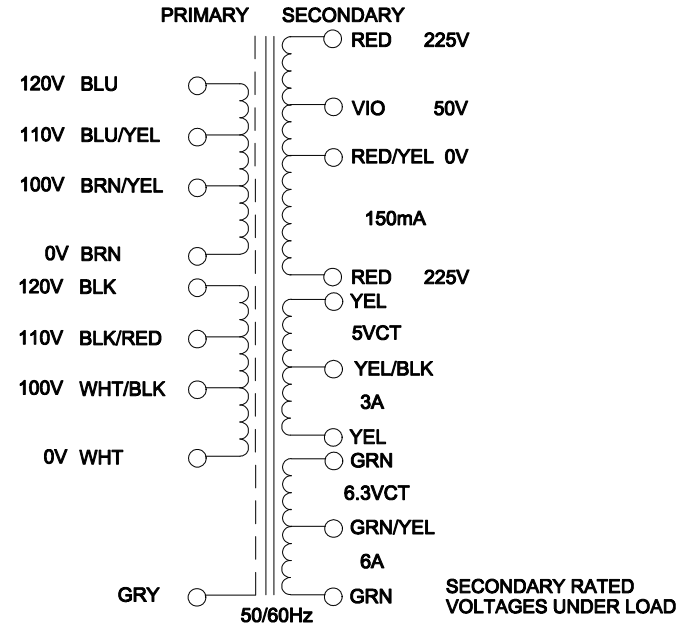 PRIMARY SECONDARY
RED 225V
120V BLU
VIO 50V
110V BLU/YEL
RED/YEL 0V
100V BRN/YEL
150mA
0V BRN
RED 225V
120V BLK
YEL
5VCT
110V BLK/RED
YEL/BLK
100V WHT/BLK
3A
YEL
0V WHT
GRN
6.3VCT
GRN/YEL
6A
GRY
GRN
SECONDARY RATED
VOLTAGES UNDER LOAD
50/60Hz